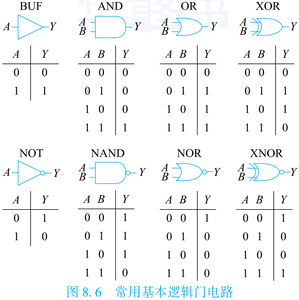 BUF AND OR XOR
A Y A B Y A B Y A B Y
A Y A B Y A B Y A B Y
0 0 0 0 0 0 0 0 0 0 0
1 1 0 1 0 0 1 1 0 1 1
1 0 0 1 0 1 1 0 1
1 1 1 1 1 1 1 1 0
NOT NAND NOR XNOR
A Y A B Y A B Y A B Y
A Y A B Y A B Y A B Y
0 1 0 0 1 0 0 1 0 0 1
1 0 0 1 1 0 1 0 0 1 0
1 0 1 1 0 0 1 0 0
1 1 0 1 1 0 1 1 1
图 8.6 常用基本逻辑门电路